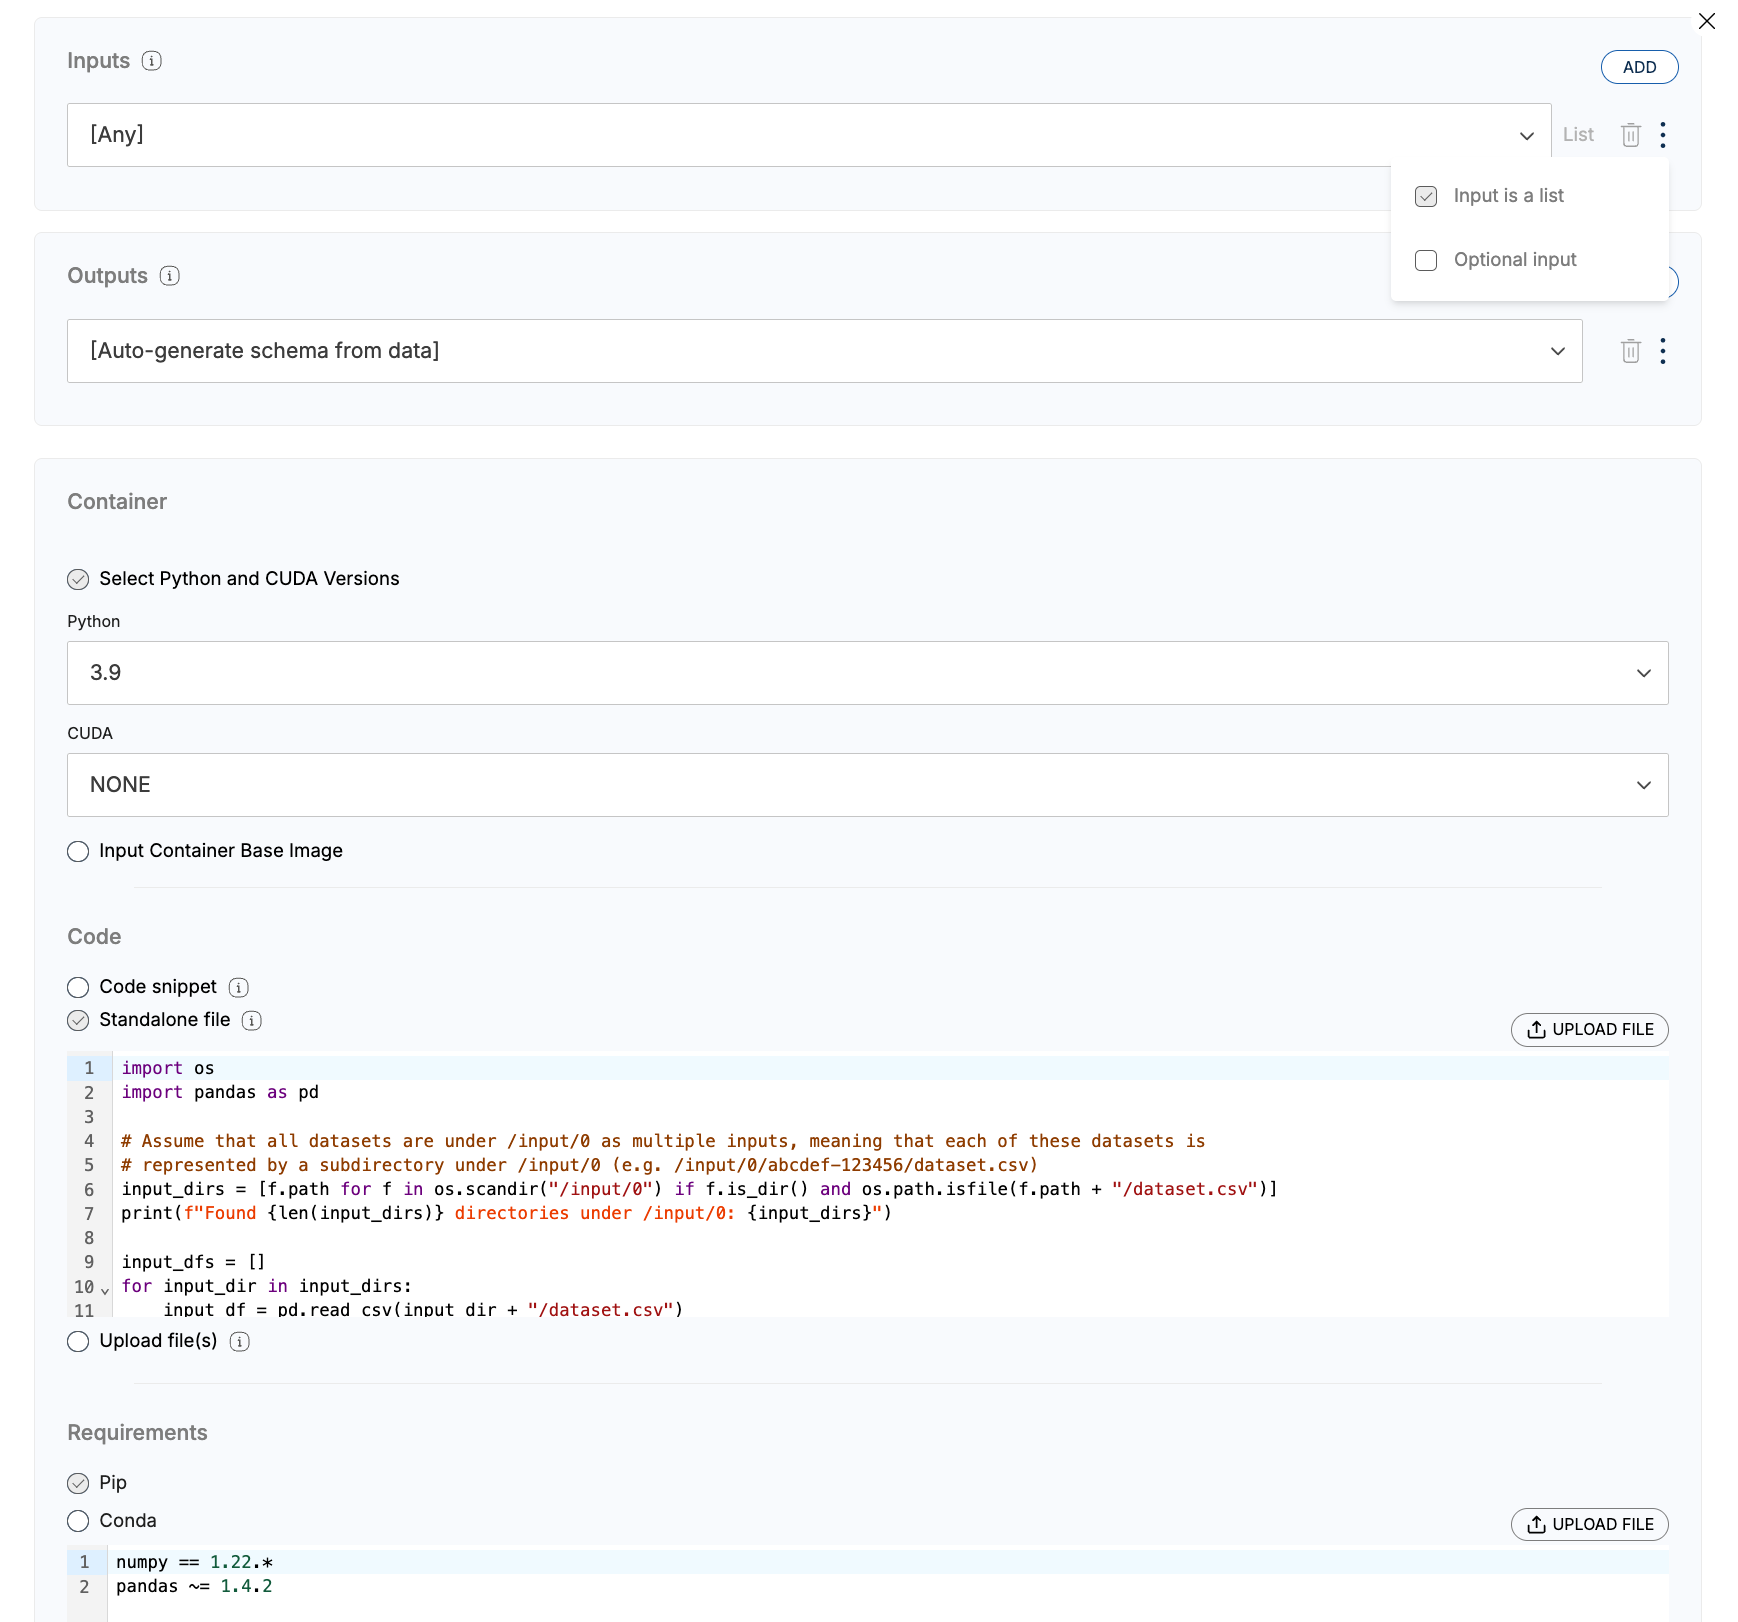 Inputs
ADD
[Any]
List
Input is a list
Optional input
Outputs
[Auto-generate schema from data]
Container
Select Python and CUDA Versions
Python
3.9
CUDA
NONE
Input Container Base Image
Code
Code snippet
Standalone file
UPLOAD FILE
1 import os
2 import pandas as pd
3
4 # Assume that all datasets are under /input/0 as multiple inputs, meaning that each of these datasets is
5 # represented by a subdirectory under /input/0 (e.g. /input/0/abcdef-123456/dataset.csv)
6 input_dirs = [f.path for f in os.scandir("/input/0") if f.is_dir() and os.path.isfile(f.path + "/dataset.csv")]
7 print(f"Found {len(input_dirs)} directories under /input/0: {input_dirs}")
8
9 input_dfs = []
10 for input_dir in input_dirs:
11     input_df = pd.read_csv(input_dir + "/dataset.csv")
Upload file(s)
Requirements
Pip
Conda
UPLOAD FILE
1 numpy == 1.22.*
2 pandas ~= 1.4.2